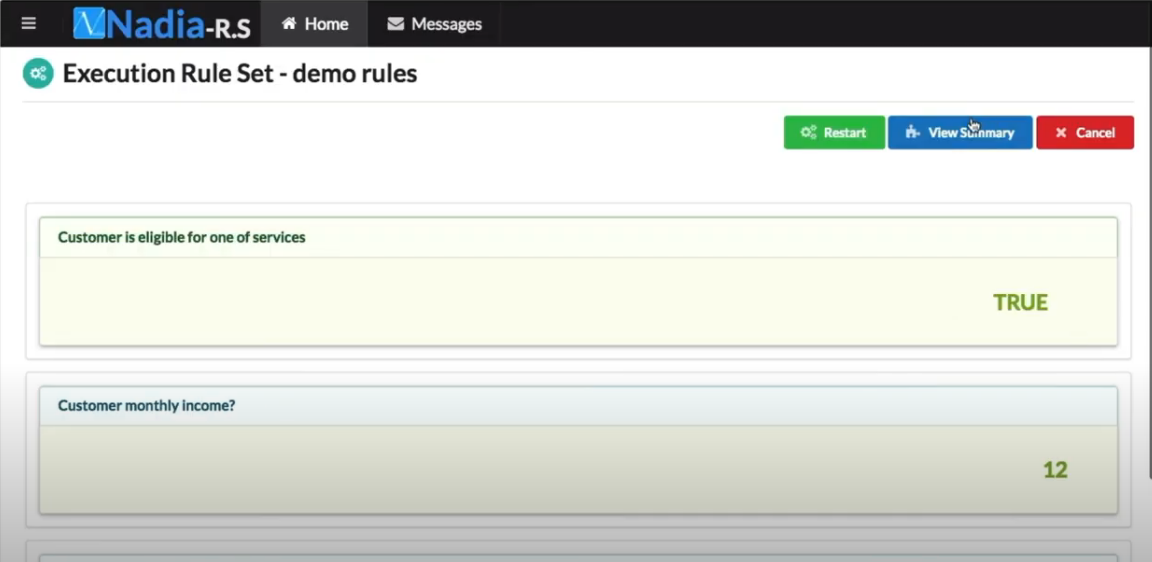 Nadia-R.S Home Messages
Execution Rule Set - demo rules
Restart View Summary Cancel
Customer is eligible for one of services
TRUE
Customer monthly income?
12